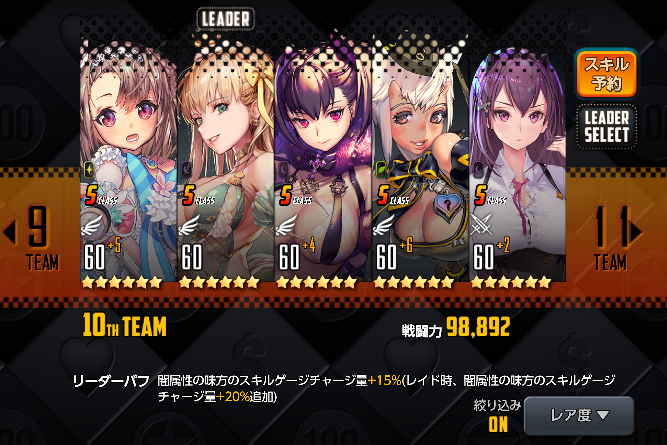 LEADER
スキル
予約
LEADER
SELECT
S CLASS
S CLASS
S CLASS
S CLASS
S CLASS
9
TEAM
60+5
60
60+4
60+6
60+2
11
TEAM
10TH TEAM
戦闘力 98,892
リーダーバフ 闇属性の味方のスキルゲージチャージ量+15%(レイド時、闇属性の味方のスキルゲージ
チャージ量+20%追加)
絞り込み
ON
レア度▼